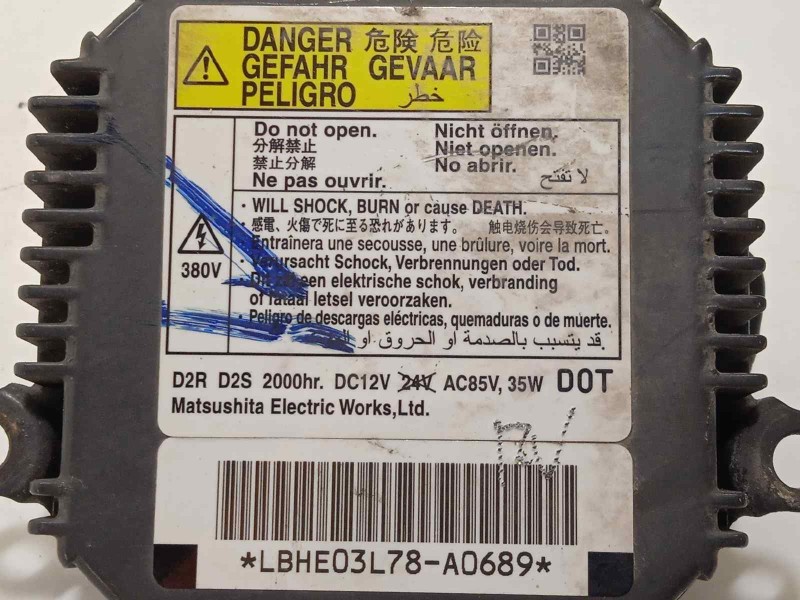 DANGER 危険 危险
GEFAHR GEVAAR
PELIGRO خطر
Do not open. Nicht öffnen.
分解禁止 Niet openen.
禁止分解 No abrir.
Ne pas ouvrir. لا تفتح
· WILL SHOCK, BURN or cause DEATH.
· 感電、火傷で死に至る恐れがあります。 触电烧伤会导致死亡。
· Entraînera une secousse, une brûlure, voire la mort.
· Verursacht Schock, Verbrennungen oder Tod.
een elektrische schok, verbranding
of fataal letsel veroorzaken.
· Peligro de descargas eléctricas, quemaduras o de muerte.
· قد يتسبب بالصدمة او الحروق او
380V
D2R D2S 2000hr. DC12V 24V AC85V, 35W DOT
Matsushita Electric Works,Ltd.
*LBHE03L78-A0689*